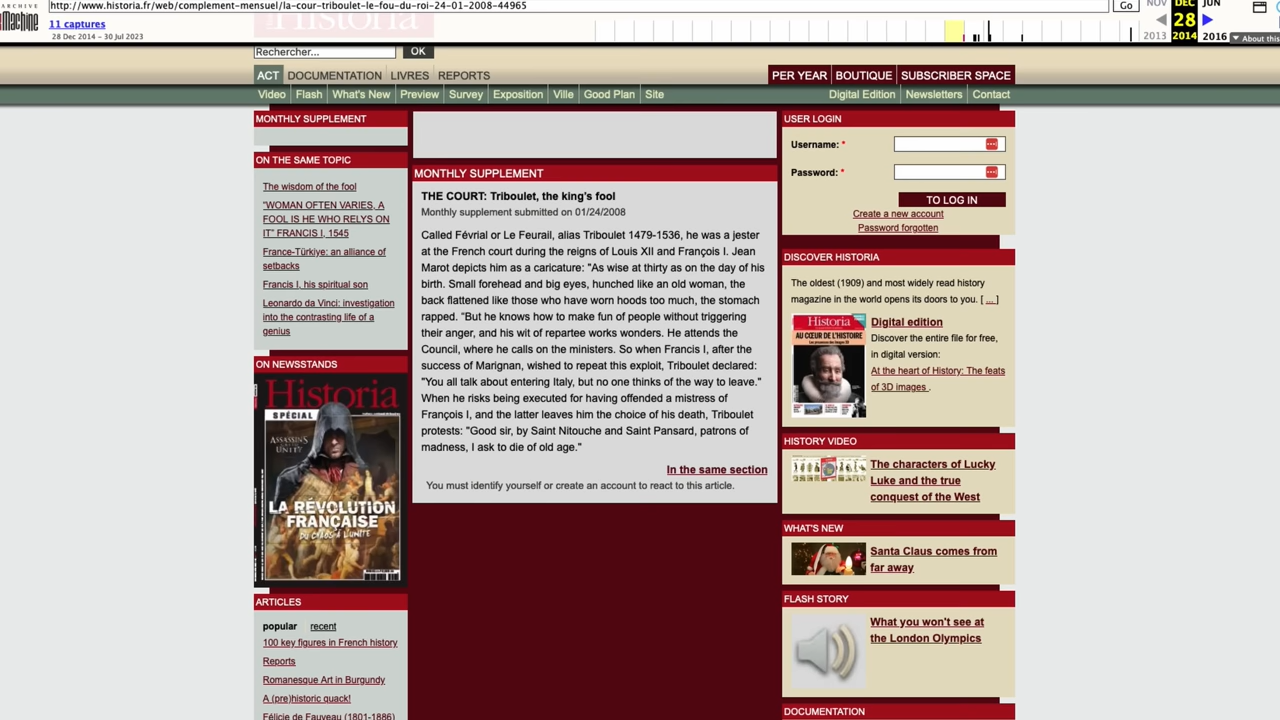 ARCHIVE
machine
http://www.historia.fr/web/complement-mensuel/la-cour-triboulet-le-fou-du-roi-24-01-2008-44965
Go
NOV
DEC
JUN
11 captures
28
28 Dec 2014 – 30 Jul 2023
2013
2014
2016
About this
Rechercher...
OK
ACT
DOCUMENTATION
LIVRES
REPORTS
PER YEAR
BOUTIQUE
SUBSCRIBER SPACE
Video
Flash
What's New
Preview
Survey
Exposition
Ville
Good Plan
Site
Digital Edition
Newsletters
Contact
MONTHLY SUPPLEMENT
ON THE SAME TOPIC
The wisdom of the fool
"WOMAN OFTEN VARIES, A
FOOL IS HE WHO RELIES ON
IT" FRANCIS I, 1545
France-Türkiye: an alliance of
setbacks
Francis I, his spiritual son
Leonardo da Vinci: investigation
into the contrasting life of a
genius
ON NEWSSTANDS
Historia
SPÉCIAL
ASSASSIN'S
UNITY
LA RÉVOLUTION
FRANÇAISE
DU CHAOS À L'UNITÉ
ARTICLES
popular
recent
100 key figures in French history
Reports
Romanesque Art in Burgundy
A (pre)historic quack!
Félicie de Fauveau (1801-1886)
MONTHLY SUPPLEMENT
THE COURT: Triboulet, the king's fool
Monthly supplement submitted on 01/24/2008
Called Févrial or Le Feurail, alias Triboulet 1479-1536, he was a jester
at the French court during the reigns of Louis XII and François I. Jean
Marot depicts him as a caricature: "As wise at thirty as on the day of his
birth. Small forehead and big eyes, hunched like an old woman, the
back flattened like those who have worn hoods too much, the stomach
rapped. "But he knows how to make fun of people without triggering
their anger, and his wit of repartee works wonders. He attends the
Council, where he calls on the ministers. So when Francis I, after the
success of Marignan, wished to repeat this exploit, Triboulet declared:
"You all talk about entering Italy, but no one thinks of the way to leave."
When he risks being executed for having offended a mistress of
François I, and the latter leaves him the choice of his death, Triboulet
protests: "Good sir, by Saint Nitouche and Saint Pansard, patrons of
madness, I ask to die of old age."
In the same section
You must identify yourself or create an account to react to this article.
USER LOGIN
Username: *
Password: *
TO LOG IN
Create a new account
Password forgotten
DISCOVER HISTORIA
The oldest (1909) and most widely read history
magazine in the world opens its doors to you. [ ... ]
Historia
AU CŒUR DE L'HISTOIRE
Digital edition
Discover the entire file for free,
in digital version:
At the heart of History: The feats
of 3D images .
HISTORY VIDEO
The characters of Lucky
Luke and the true
conquest of the West
WHAT'S NEW
Santa Claus comes from
far away
FLASH STORY
What you won't see at
the London Olympics
DOCUMENTATION